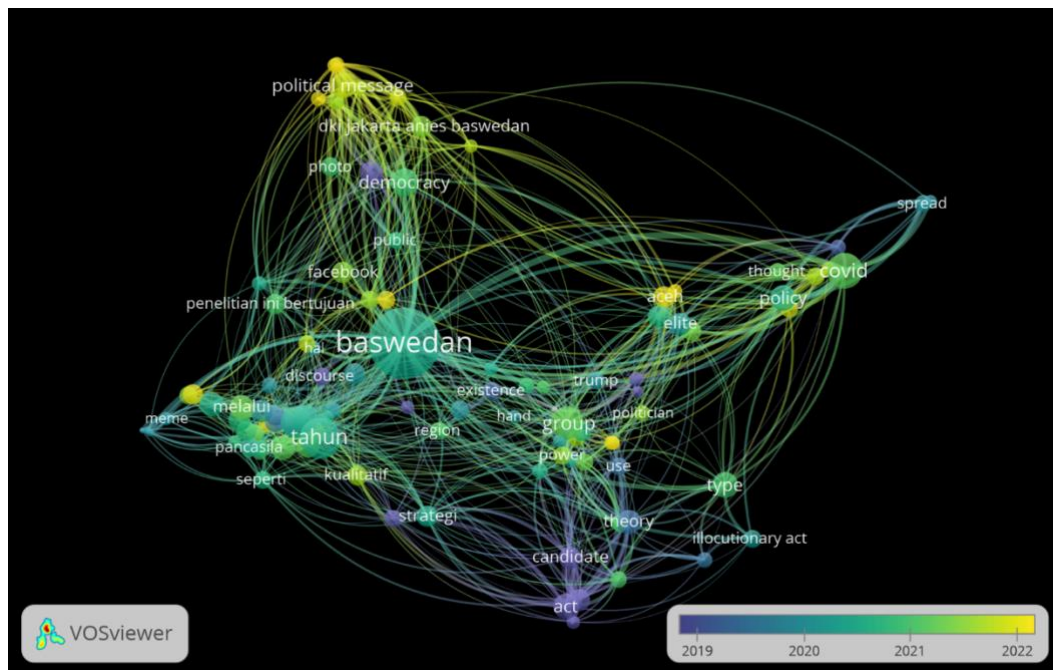 political message
dki jakarta anies baswedan
photo
democracy
spread
public
facebook
thought
covid
penelitian ini bertujuan
aceh
policy
elite
baswedan
hai
discourse
existence
trump
melalui
meme
hand
politician
tahun
region
group
pancasila
power
use
seperti
kualitatif
type
strategi
theory
illocutionary act
candidate
act
VOSviewer
2019
2020
2021
2022